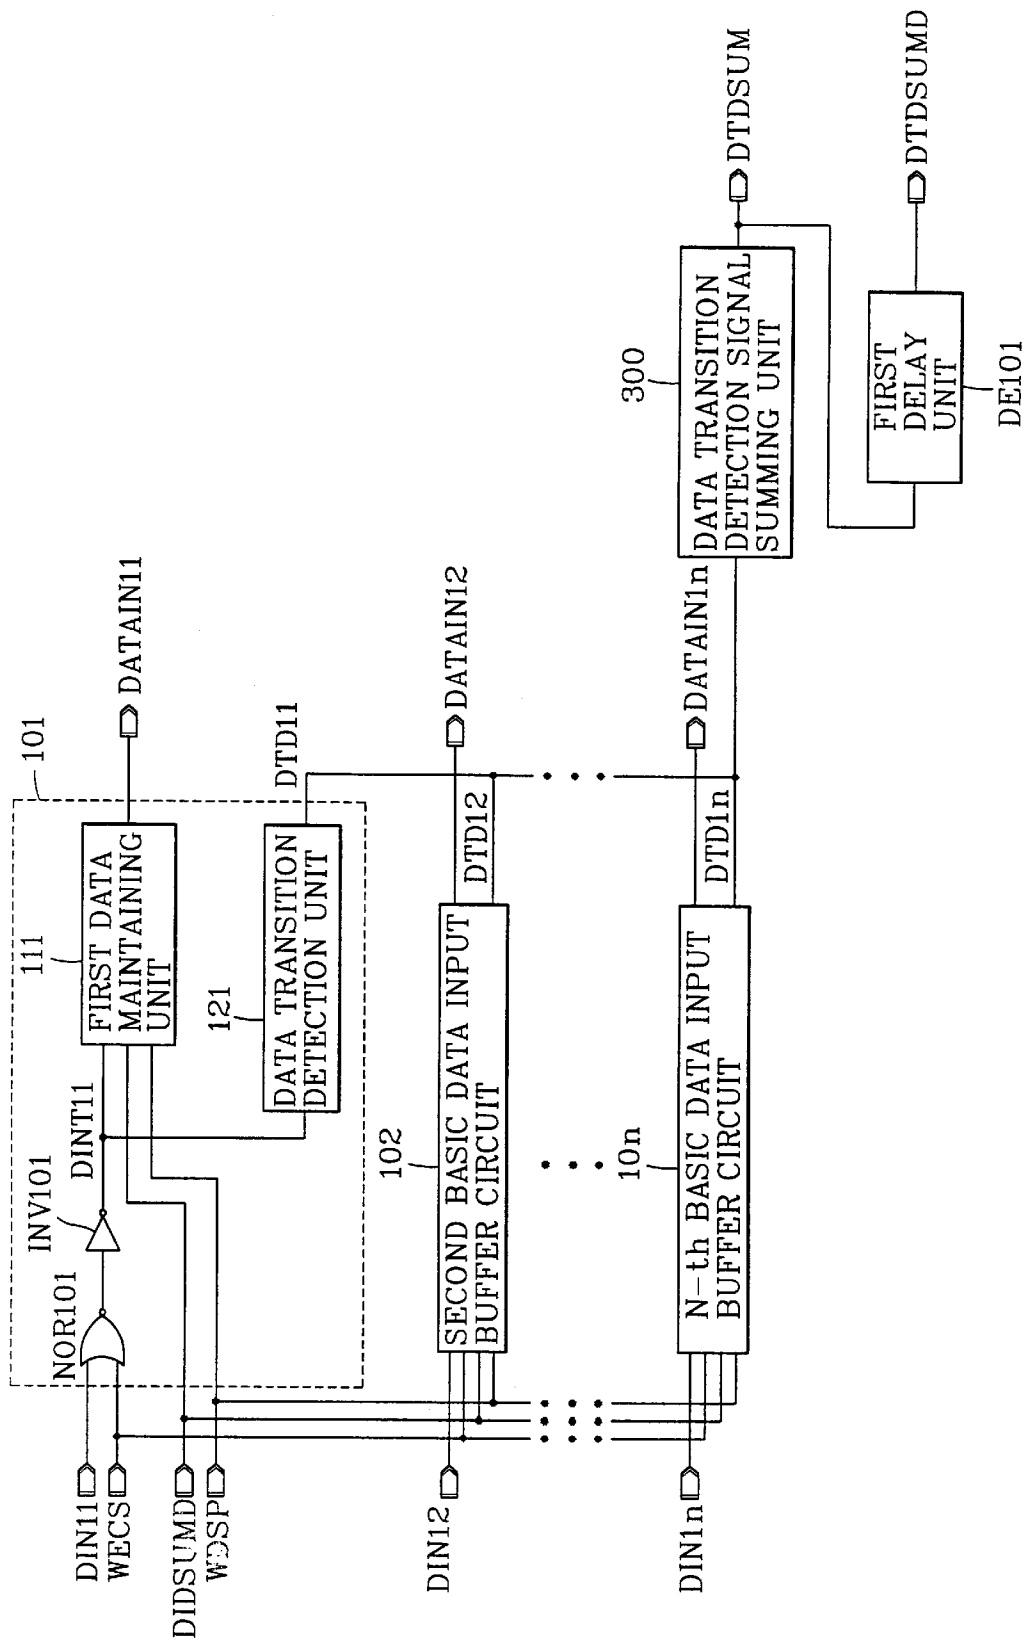 101
NOR101
INV101
DINT11
111
FIRST DATA
MAINTAINING
UNIT
DATAIN11
DIN11
WECS
DIDSUMD
WDSP
121
DATA TRANSITION
DETECTION UNIT
DTD11
DIN12
102
SECOND BASIC DATA INPUT
BUFFER CIRCUIT
DTD12
DATAIN12
DIN1n
10n
N-th BASIC DATA INPUT
BUFFER CIRCUIT
DTD1n
DATAIN1n
300
DATA TRANSITION
DETECTION SIGNAL
SUMMING UNIT
DTDSUM
FIRST
DELAY
UNIT
DE101
DTDSUMD